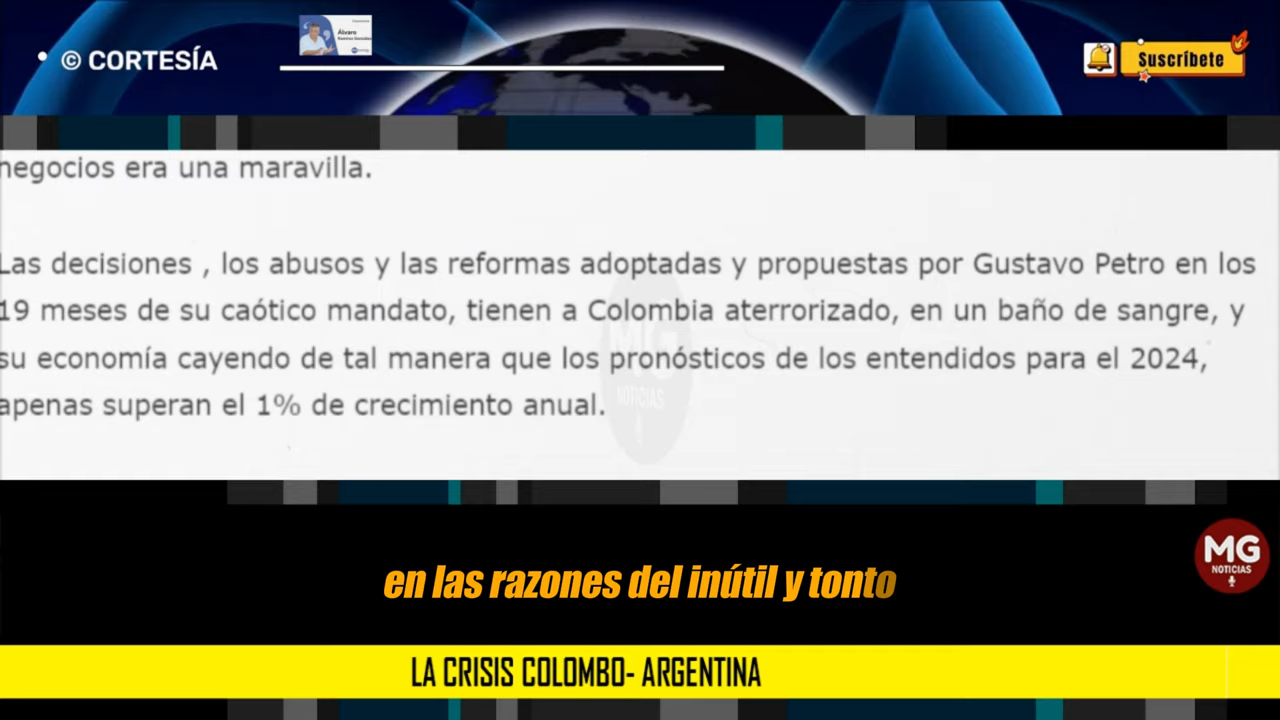 © CORTESÍA
Álvaro
Suscríbete
negocios era una maravilla.
Las decisiones , los abusos y las reformas adoptadas y propuestas por Gustavo Petro en los
19 meses de su caótico mandato, tienen a Colombia aterrorizado, en un baño de sangre, y
su economía cayendo de tal manera que los pronósticos de los entendidos para el 2024,
apenas superan el 1% de crecimiento anual.
MG
NOTICIAS
en las razones del inútil y tonto
MG
NOTICIAS
LA CRISIS COLOMBO- ARGENTINA